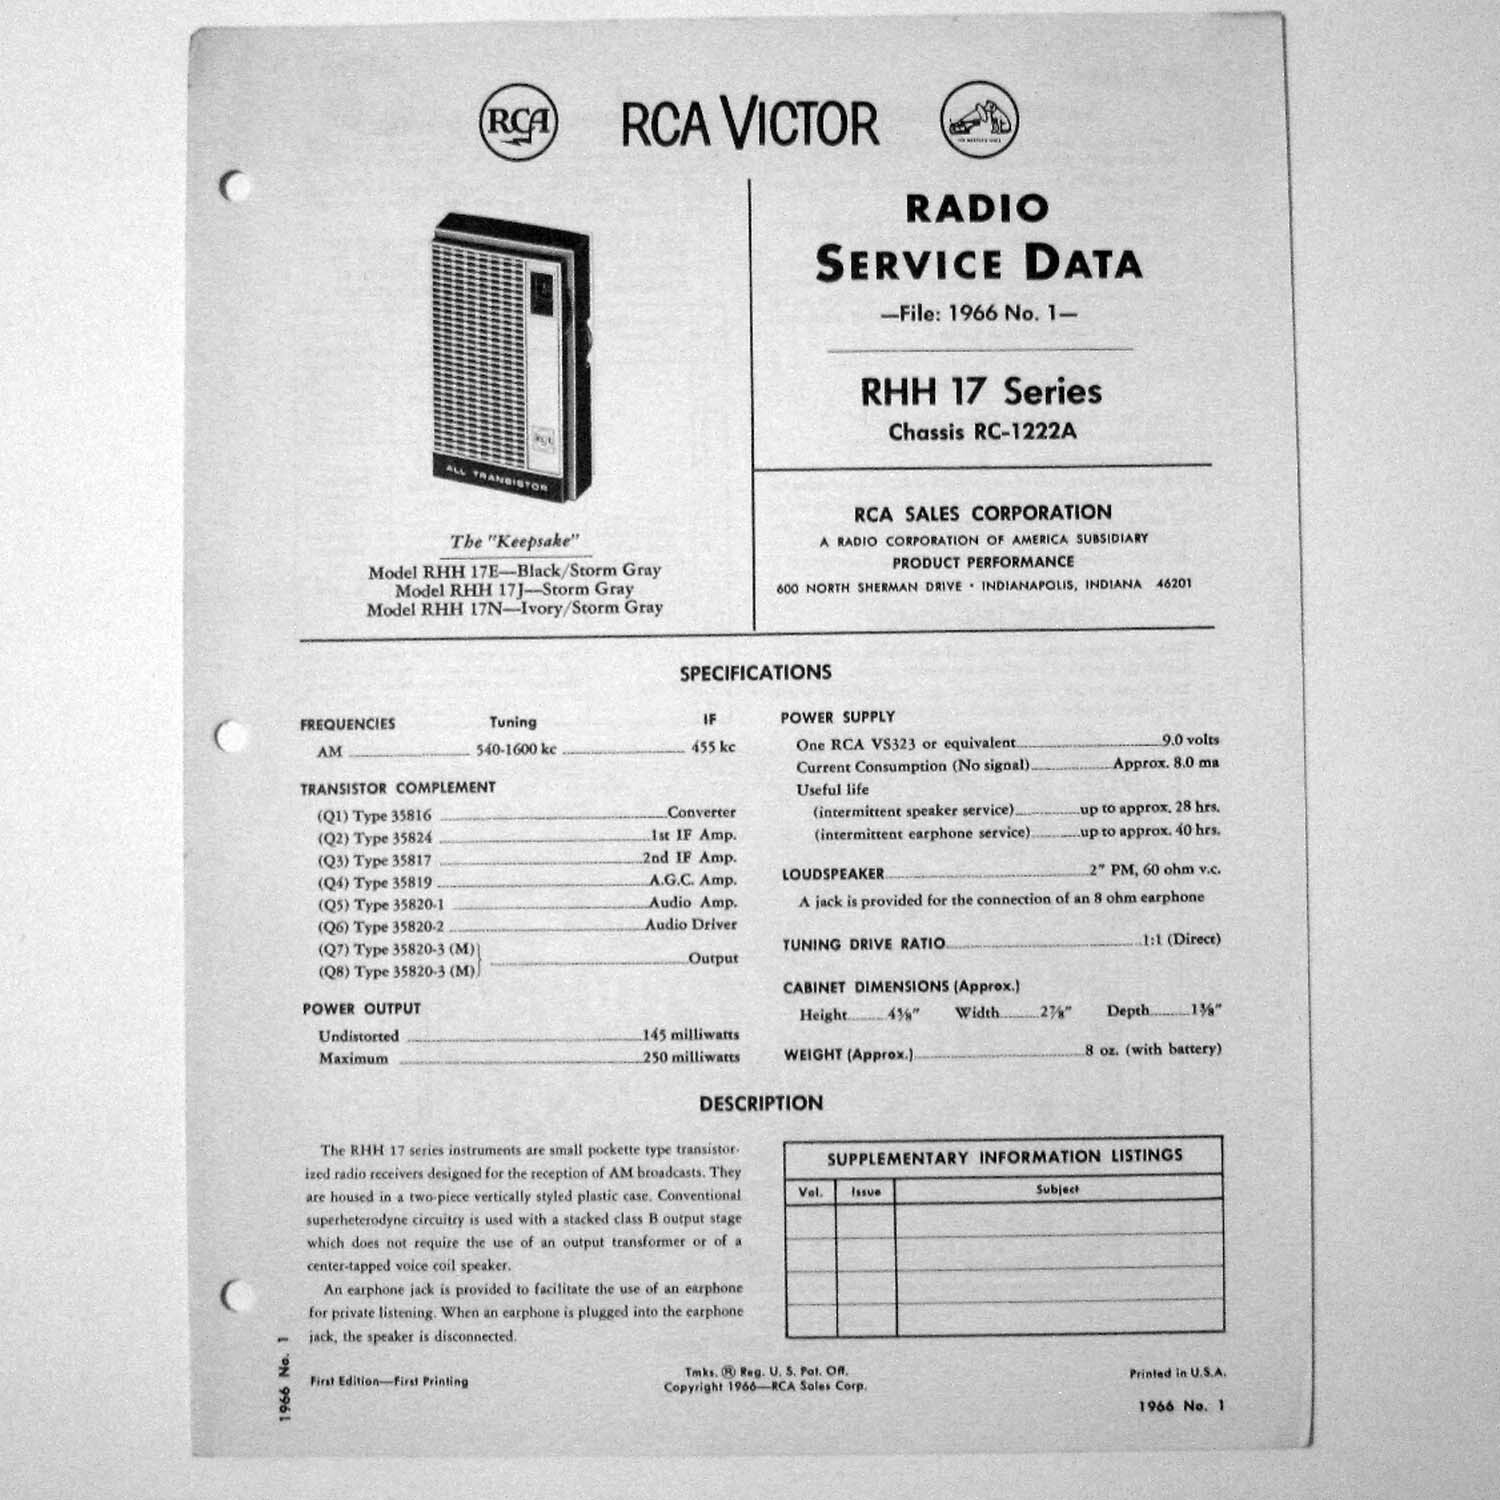 RCA
RCA VICTOR
RADIO
SERVICE DATA
—File: 1966 No. 1—
RHH 17 Series
Chassis RC-1222A
RCA SALES CORPORATION
A RADIO CORPORATION OF AMERICA SUBSIDIARY
PRODUCT PERFORMANCE
600 NORTH SHERMAN DRIVE • INDIANAPOLIS, INDIANA 46201
RCA
ALL TRANSISTOR
The "Keepsake"
Model RHH 17E—Black/Storm Gray
Model RHH 17J—Storm Gray
Model RHH 17N—Ivory/Storm Gray
SPECIFICATIONS
FREQUENCIES Tuning IF
AM 540-1600 kc 455 kc
TRANSISTOR COMPLEMENT
(Q1) Type 35816 Converter
(Q2) Type 35824 1st IF Amp.
(Q3) Type 35817 2nd IF Amp.
(Q4) Type 35819 A.G.C. Amp.
(Q5) Type 35820-1 Audio Amp.
(Q6) Type 35820-2 Audio Driver
(Q7) Type 35820-3 (M)
(Q8) Type 35820-3 (M) Output
POWER OUTPUT
Undistorted 145 milliwatts
Maximum 250 milliwatts
POWER SUPPLY
One RCA VS323 or equivalent 9.0 volts
Current Consumption (No signal) Approx. 8.0 ma
Useful life
(intermittent speaker service) up to approx. 28 hrs.
(intermittent earphone service) up to approx. 40 hrs.
LOUDSPEAKER 2" PM, 60 ohm v.c.
A jack is provided for the connection of an 8 ohm earphone
TUNING DRIVE RATIO 1:1 (Direct)
CABINET DIMENSIONS (Approx.)
Height Width 2⅞" Depth
WEIGHT (Approx.) 8 oz. (with battery)
DESCRIPTION
The RHH 17 series instruments are small pockette type transistor-
ized radio receivers designed for the reception of AM broadcasts. They
are housed in a two-piece vertically styled plastic case. Conventional
superheterodyne circuitry is used with a stacked class B output stage
which does not require the use of an output transformer or of a
center-tapped voice coil speaker.
An earphone jack is provided to facilitate the use of an earphone
for private listening. When an earphone is plugged into the earphone
jack, the speaker is disconnected.
SUPPLEMENTARY INFORMATION LISTINGS
Vol. Issue Subject
1966 No. 1
First Edition—First Printing
Tmks. ® Reg. U. S. Pat. Off.
Copyright 1966—RCA Sales Corp.
Printed in U.S.A.
1966 No. 1